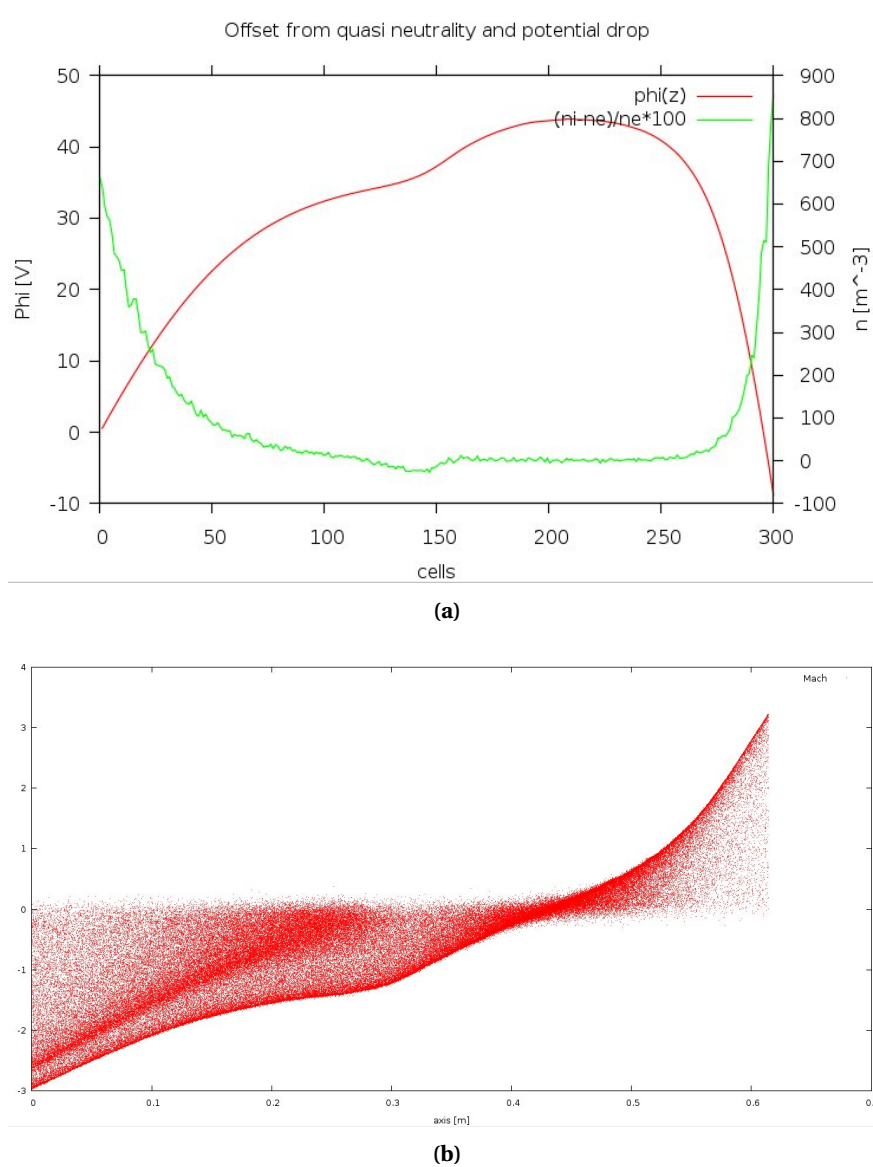 Offset from quasi neutrality and potential drop
50 900
phi(z)
(ni-ne)/ne*100
800
40
700
600
30
500
Phi [V]
n [m^-3]
20 400
300
10
200
100
0
0
-10 -100
0 50 100 150 200 250 300
cells
(a)
4
Mach
3
2
1
0
-1
-2
-3
0 0.1 0.2 0.3 0.4 0.5 0.6 0.
axis [m]
(b)